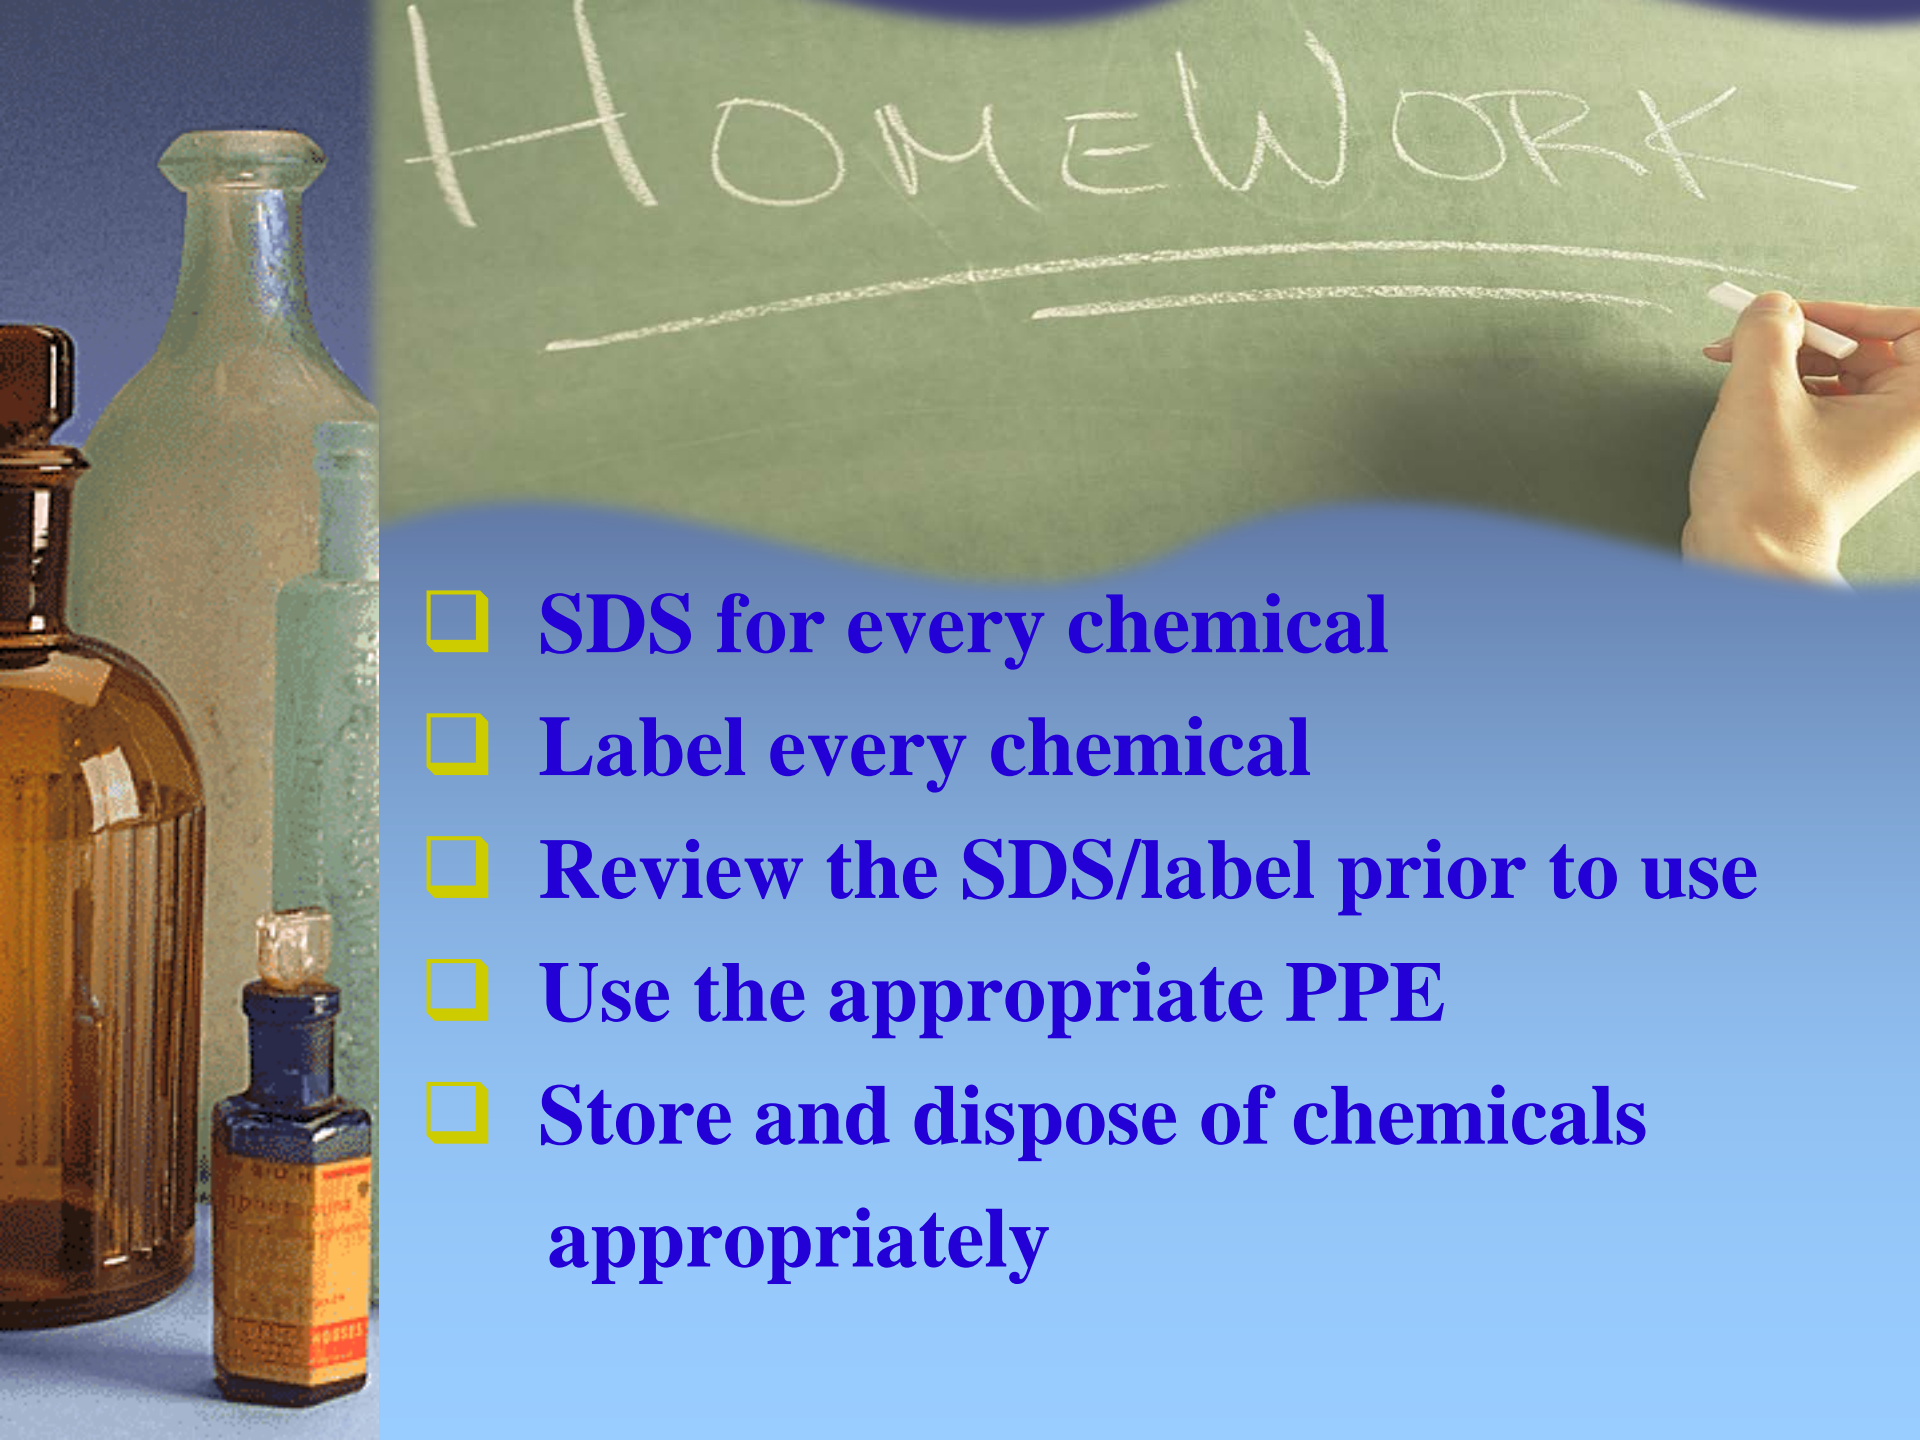 HOMEWORK
SDS for every chemical
Label every chemical
Review the SDS/label prior to use
Use the appropriate PPE
Store and dispose of chemicals
appropriately